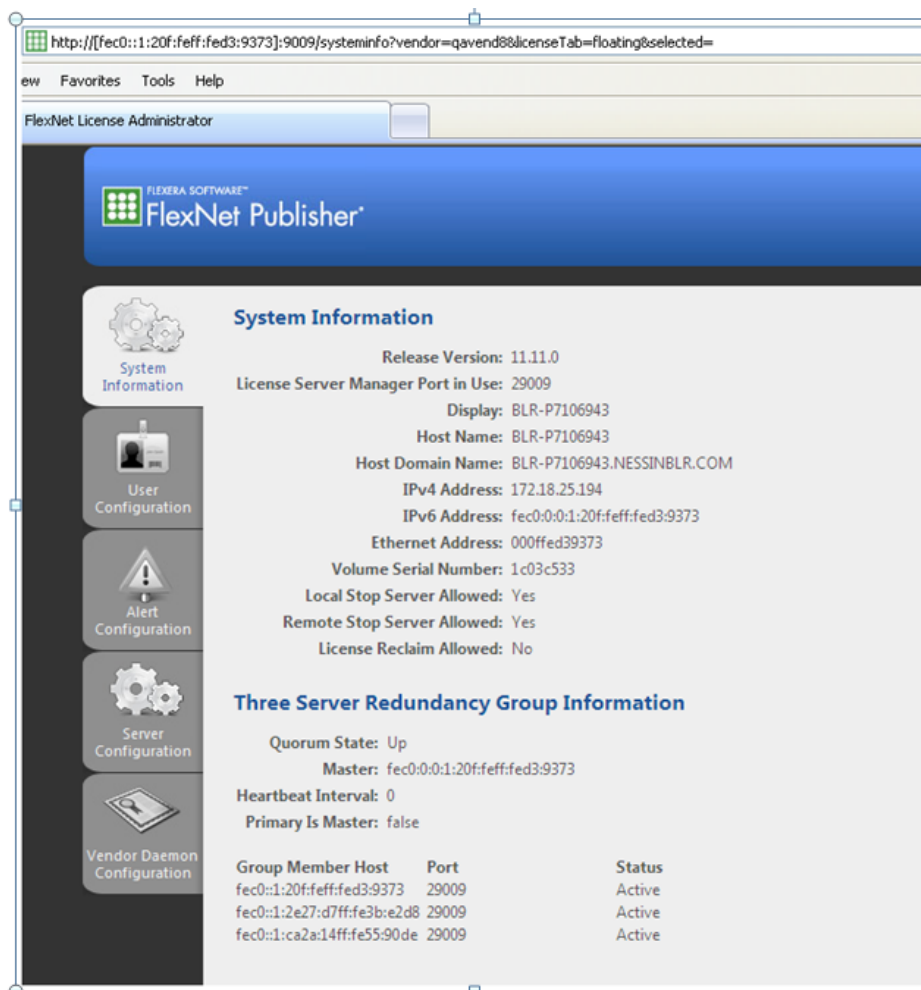 http://[fec0::1:20f:feff:fed3:9373]:9009/systeminfo?vendor=qavend8&licenseTab=floating&selected=
ew Favorites Tools Help
FlexNet License Administrator
FLEXERA SOFTWARE™
FlexNet Publisher
System Information
System Information
Release Version: 11.11.0
License Server Manager Port in Use: 29009
Display: BLR-P7106943
Host Name: BLR-P7106943
Host Domain Name: BLR-P7106943.NESSINBLR.COM
IPv4 Address: 172.18.25.194
IPv6 Address: fec0:0:0:1:20f:feff:fed3:9373
Ethernet Address: 000ffed39373
Volume Serial Number: 1c03c533
Local Stop Server Allowed: Yes
Remote Stop Server Allowed: Yes
License Reclaim Allowed: No
User
Configuration
Alert
Configuration
Server
Configuration
Vendor Daemon
Configuration
Three Server Redundancy Group Information
Quorum State: Up
Master: fec0:0:0:1:20f:feff:fed3:9373
Heartbeat Interval: 0
Primary Is Master: false
Group Member Host Port Status
fec0::1:20f:feff:fed3:9373 29009 Active
fec0::1:2e27:d7ff:fe3b:e2d8 29009 Active
fec0::1:ca2a:14ff:fe55:90de 29009 Active